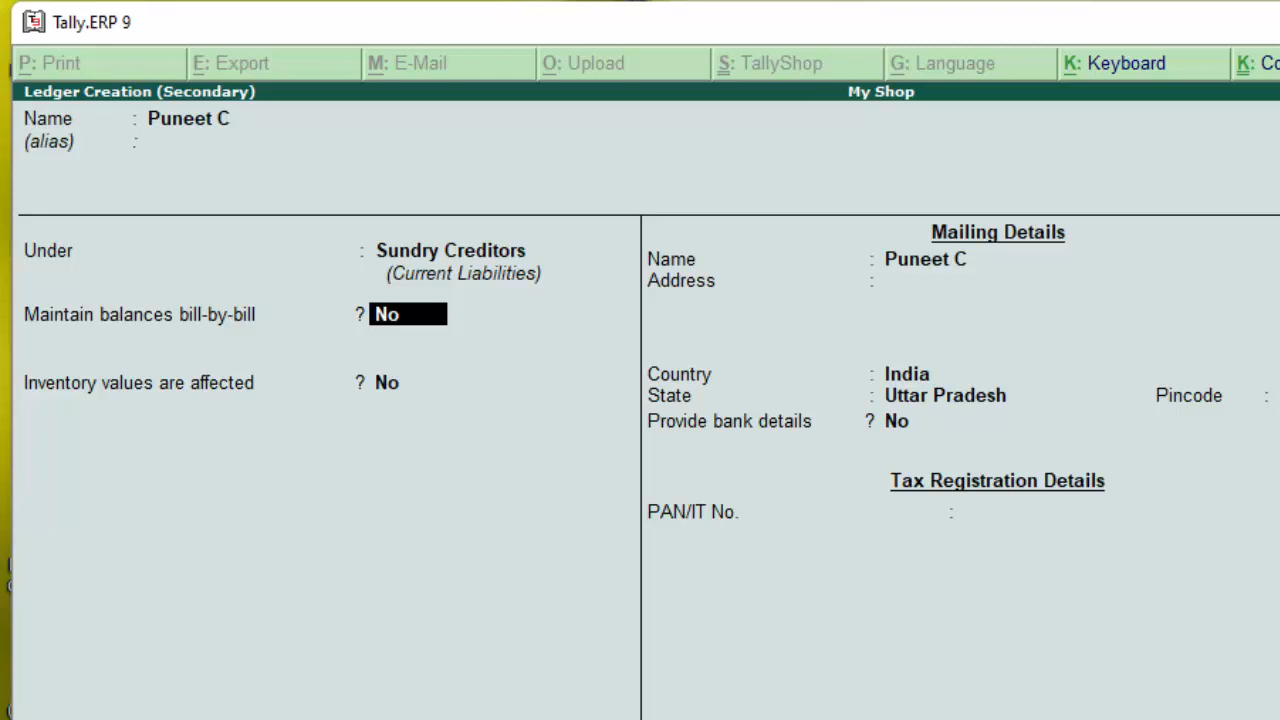 Tally.ERP 9
P: Print E: Export M: E-Mail O: Upload S: TallyShop G: Language K: Keyboard K: Co
Ledger Creation (Secondary) My Shop
Name : Puneet C
(alias) :
Under : Sundry Creditors
(Current Liabilities)
Maintain balances bill-by-bill ? No
Inventory values are affected ? No
Mailing Details
Name : Puneet C
Address :
Country : India
State : Uttar Pradesh Pincode :
Provide bank details ? No
Tax Registration Details
PAN/IT No. :